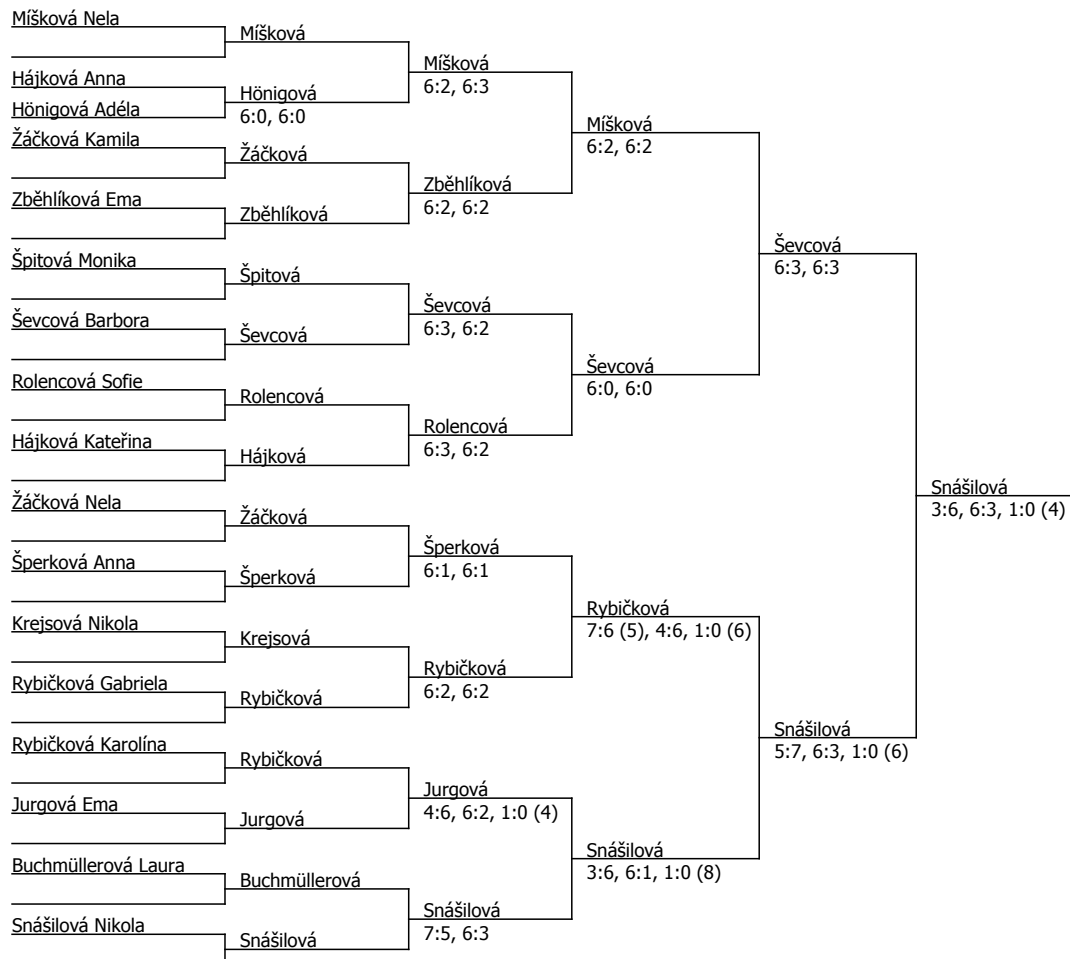 Míšková Nela
Hájková Anna
Hönigová Adéla
Žáčková Kamila
Zběhlíková Ema
Špitová Monika
Ševcová Barbora
Rolencová Sofie
Hájková Kateřina
Žáčková Nela
Šperková Anna
Krejsová Nikola
Rybičková Gabriela
Rybičková Karolína
Jurgová Ema
Buchmüllerová Laura
Snášilová Nikola
Míšková
Hönigová
6:0, 6:0
Žáčková
Zběhlíková
Špitová
Ševcová
Rolencová
Hájková
Žáčková
Šperková
Krejsová
Rybičková
Rybičková
Jurgová
Buchmüllerová
Snášilová
Míšková
6:2, 6:3
Zběhlíková
6:2, 6:2
Ševcová
6:3, 6:2
Rolencová
6:3, 6:2
Šperková
6:1, 6:1
Rybičková
6:2, 6:2
Jurgová
4:6, 6:2, 1:0 (4)
Snášilová
7:5, 6:3
Míšková
6:2, 6:2
Ševcová
6:0, 6:0
Rybičková
7:6 (5), 4:6, 1:0 (6)
Snášilová
3:6, 6:1, 1:0 (8)
Ševcová
6:3, 6:3
Snášilová
5:7, 6:3, 1:0 (6)
Snášilová
3:6, 6:3, 1:0 (4)